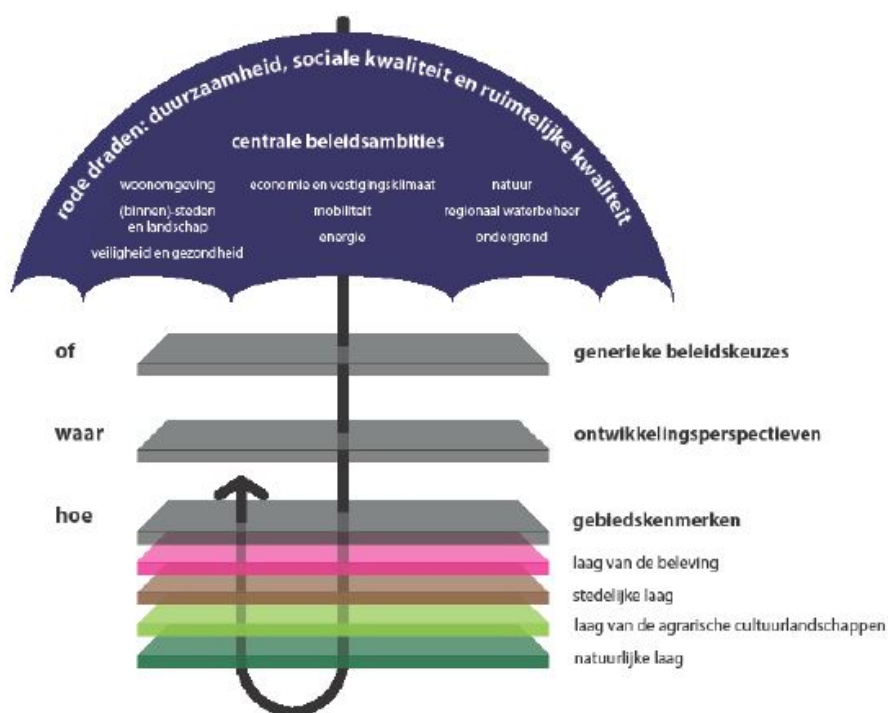 rode draden: duurzaamheid, sociale kwaliteit en ruimtelijke kwaliteit
centrale beleidsambities
woonomgeving
(binnen)-steden
en landschap
veiligheid en gezondheid
economie en vestigingsklimaat
mobiliteit
energie
natuur
regionaal waterbeheer
ondergrond
of
generieke beleidskeuzes
waar
ontwikkelingsperspectieven
hoe
gebiedskenmerken
laag van de beleving
stedelijke laag
laag van de agrarische cultuurlandschappen
natuurlijke laag